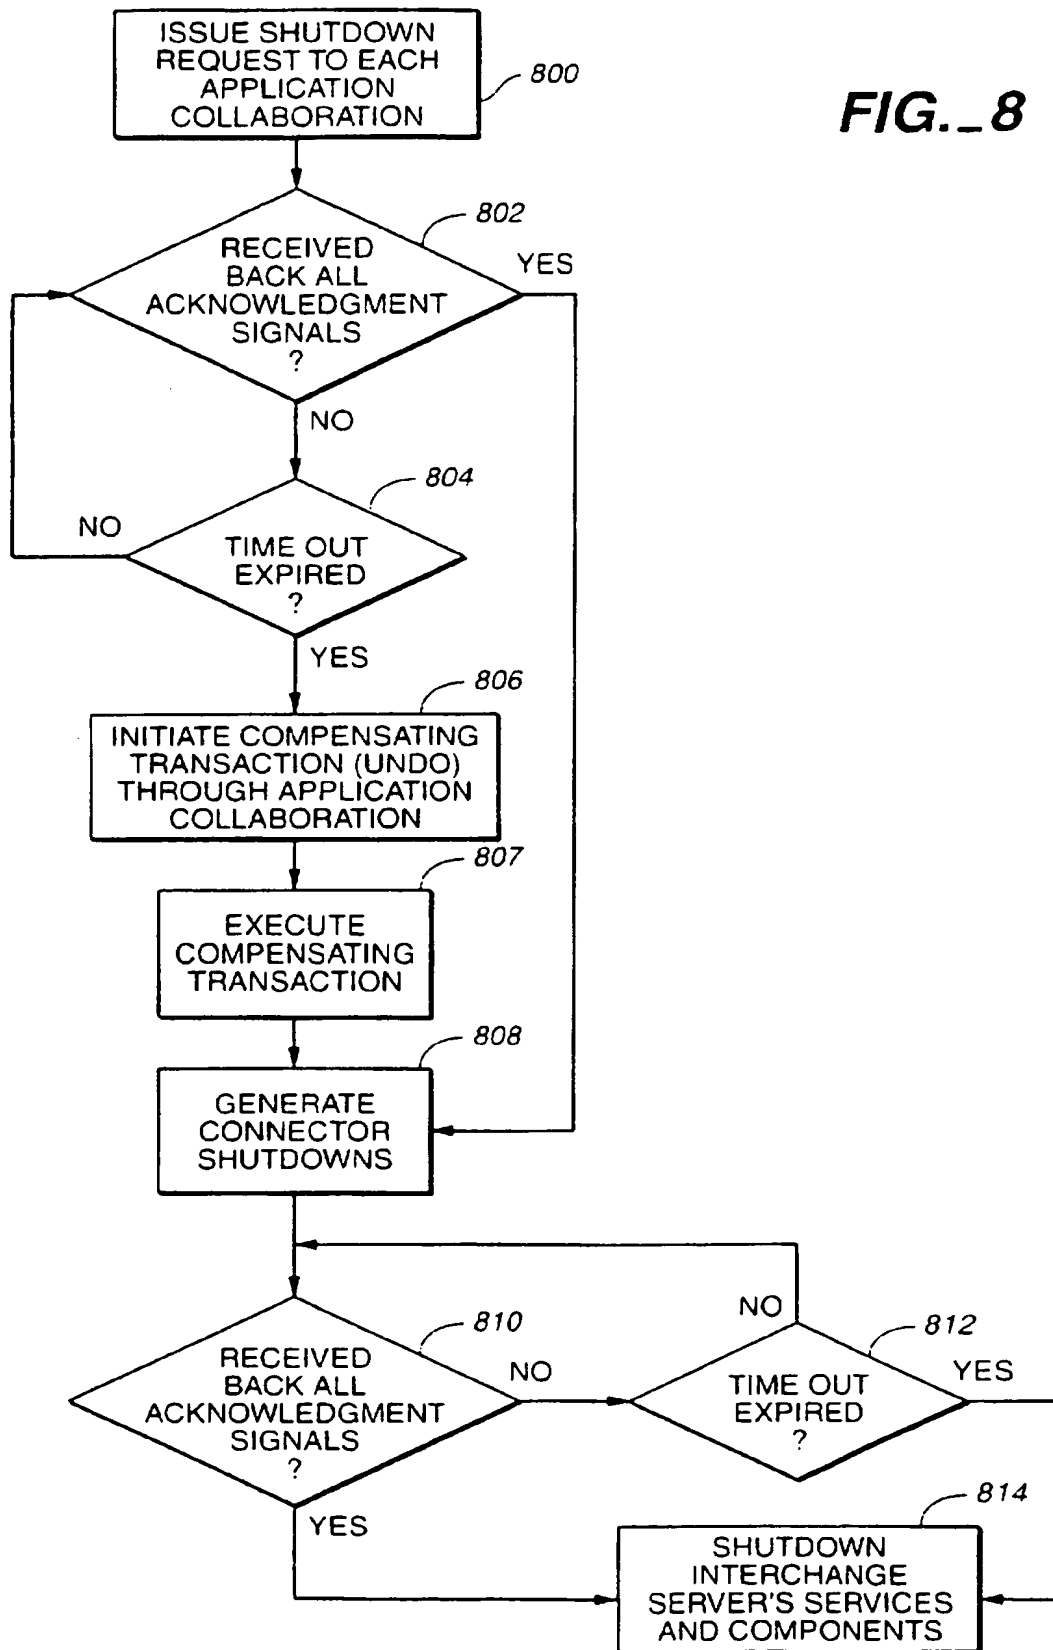 ISSUE SHUTDOWN
REQUEST TO EACH
APPLICATION
COLLABORATION
800
FIG._8
802
RECEIVED
BACK ALL
ACKNOWLEDGMENT
SIGNALS
?
YES
NO
804
NO
TIME OUT
EXPIRED
?
YES
806
INITIATE COMPENSATING
TRANSACTION (UNDO)
THROUGH APPLICATION
COLLABORATION
807
EXECUTE
COMPENSATING
TRANSACTION
808
GENERATE
CONNECTOR
SHUTDOWNS
810
RECEIVED
BACK ALL
ACKNOWLEDGMENT
SIGNALS
?
NO
NO
812
TIME OUT
EXPIRED
?
YES
YES
814
SHUTDOWN
INTERCHANGE
SERVER'S SERVICES
AND COMPONENTS